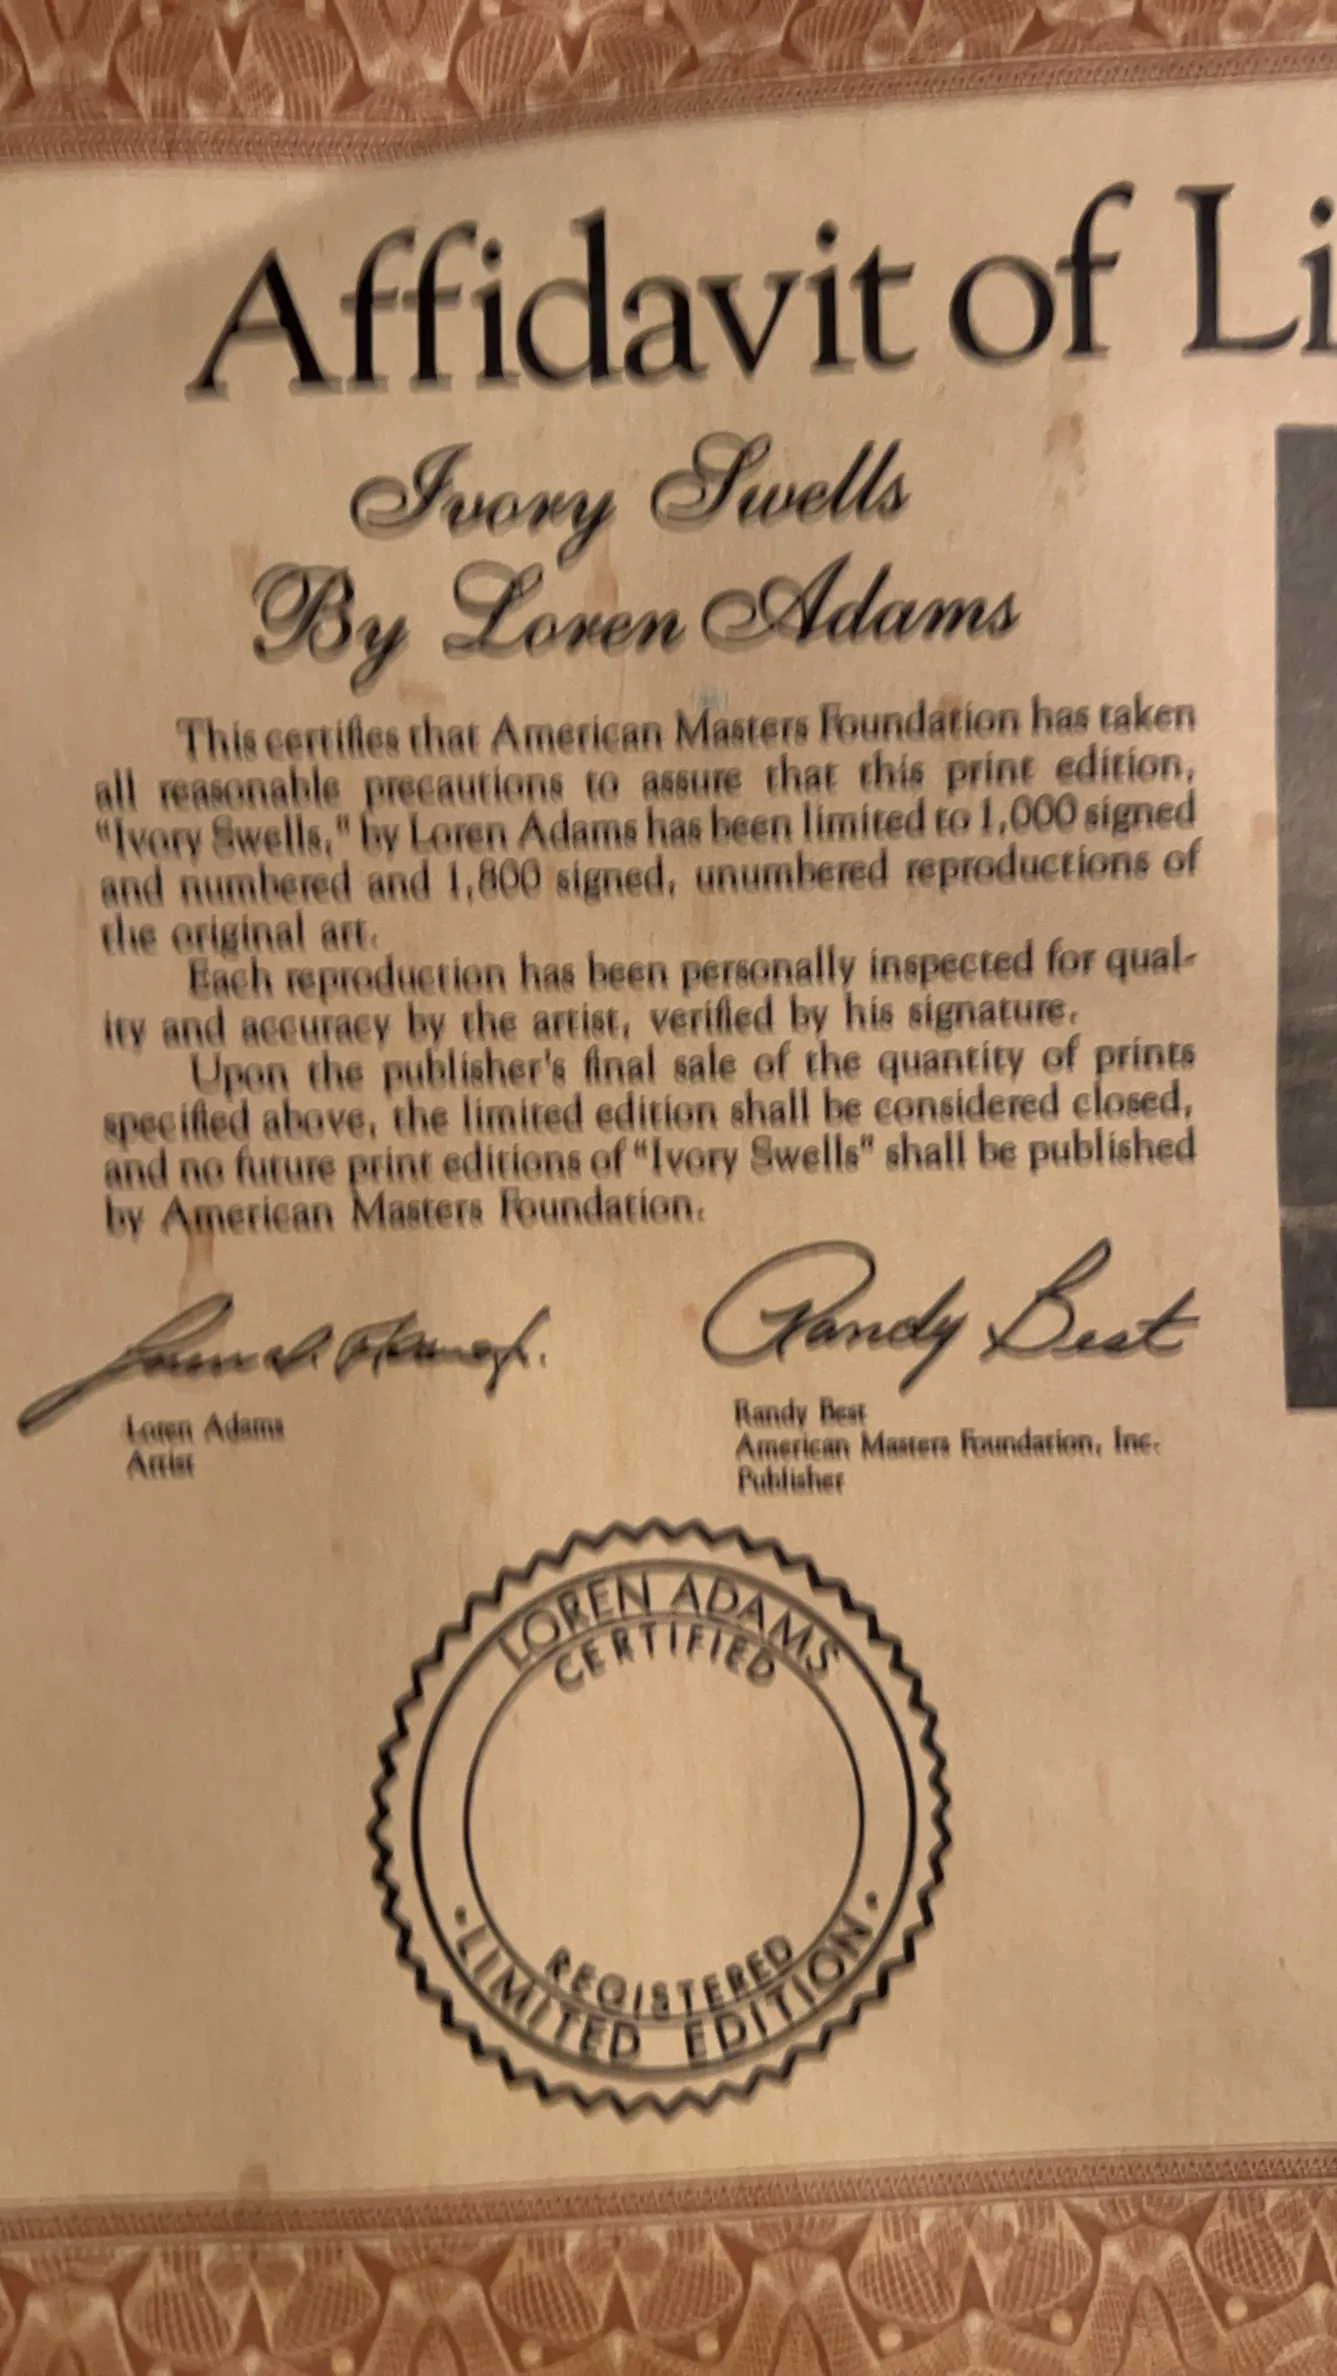 Affidavit of Li
Ivory Swells
By Loren Adams
This certifies that American Masters Foundation has taken
all reasonable precautions to assure that this print edition,
"Ivory Swells," by Loren Adams has been limited to 1,000 signed
and numbered and 1,800 signed, unnumbered reproductions of
the original art.
Each reproduction has been personally inspected for qual-
ity and accuracy by the artist, verified by his signature.
Upon the publisher's final sale of the quantity of prints
specified above, the limited edition shall be considered closed,
and no future print editions of "Ivory Swells" shall be published
by American Masters Foundation.
Randy Best
Loren Adams
Artist
Randy Best
American Masters Foundation, Inc.
Publisher
LOREN ADAMS
CERTIFIED
REGISTERED
· LIMITED EDITION ·